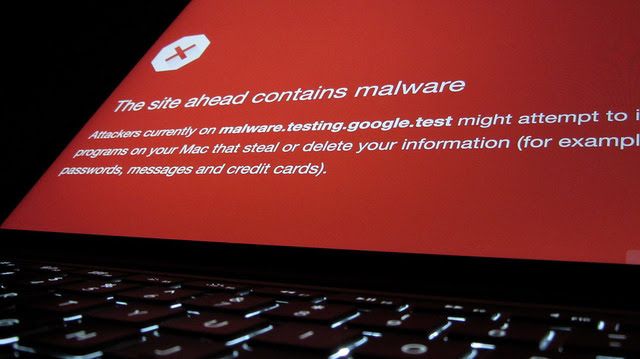 The site ahead contains malware
Attackers currently on malware.testing.google.test might attempt to
programs on your Mac that steal or delete your information (for
passwords, messages and credit cards).